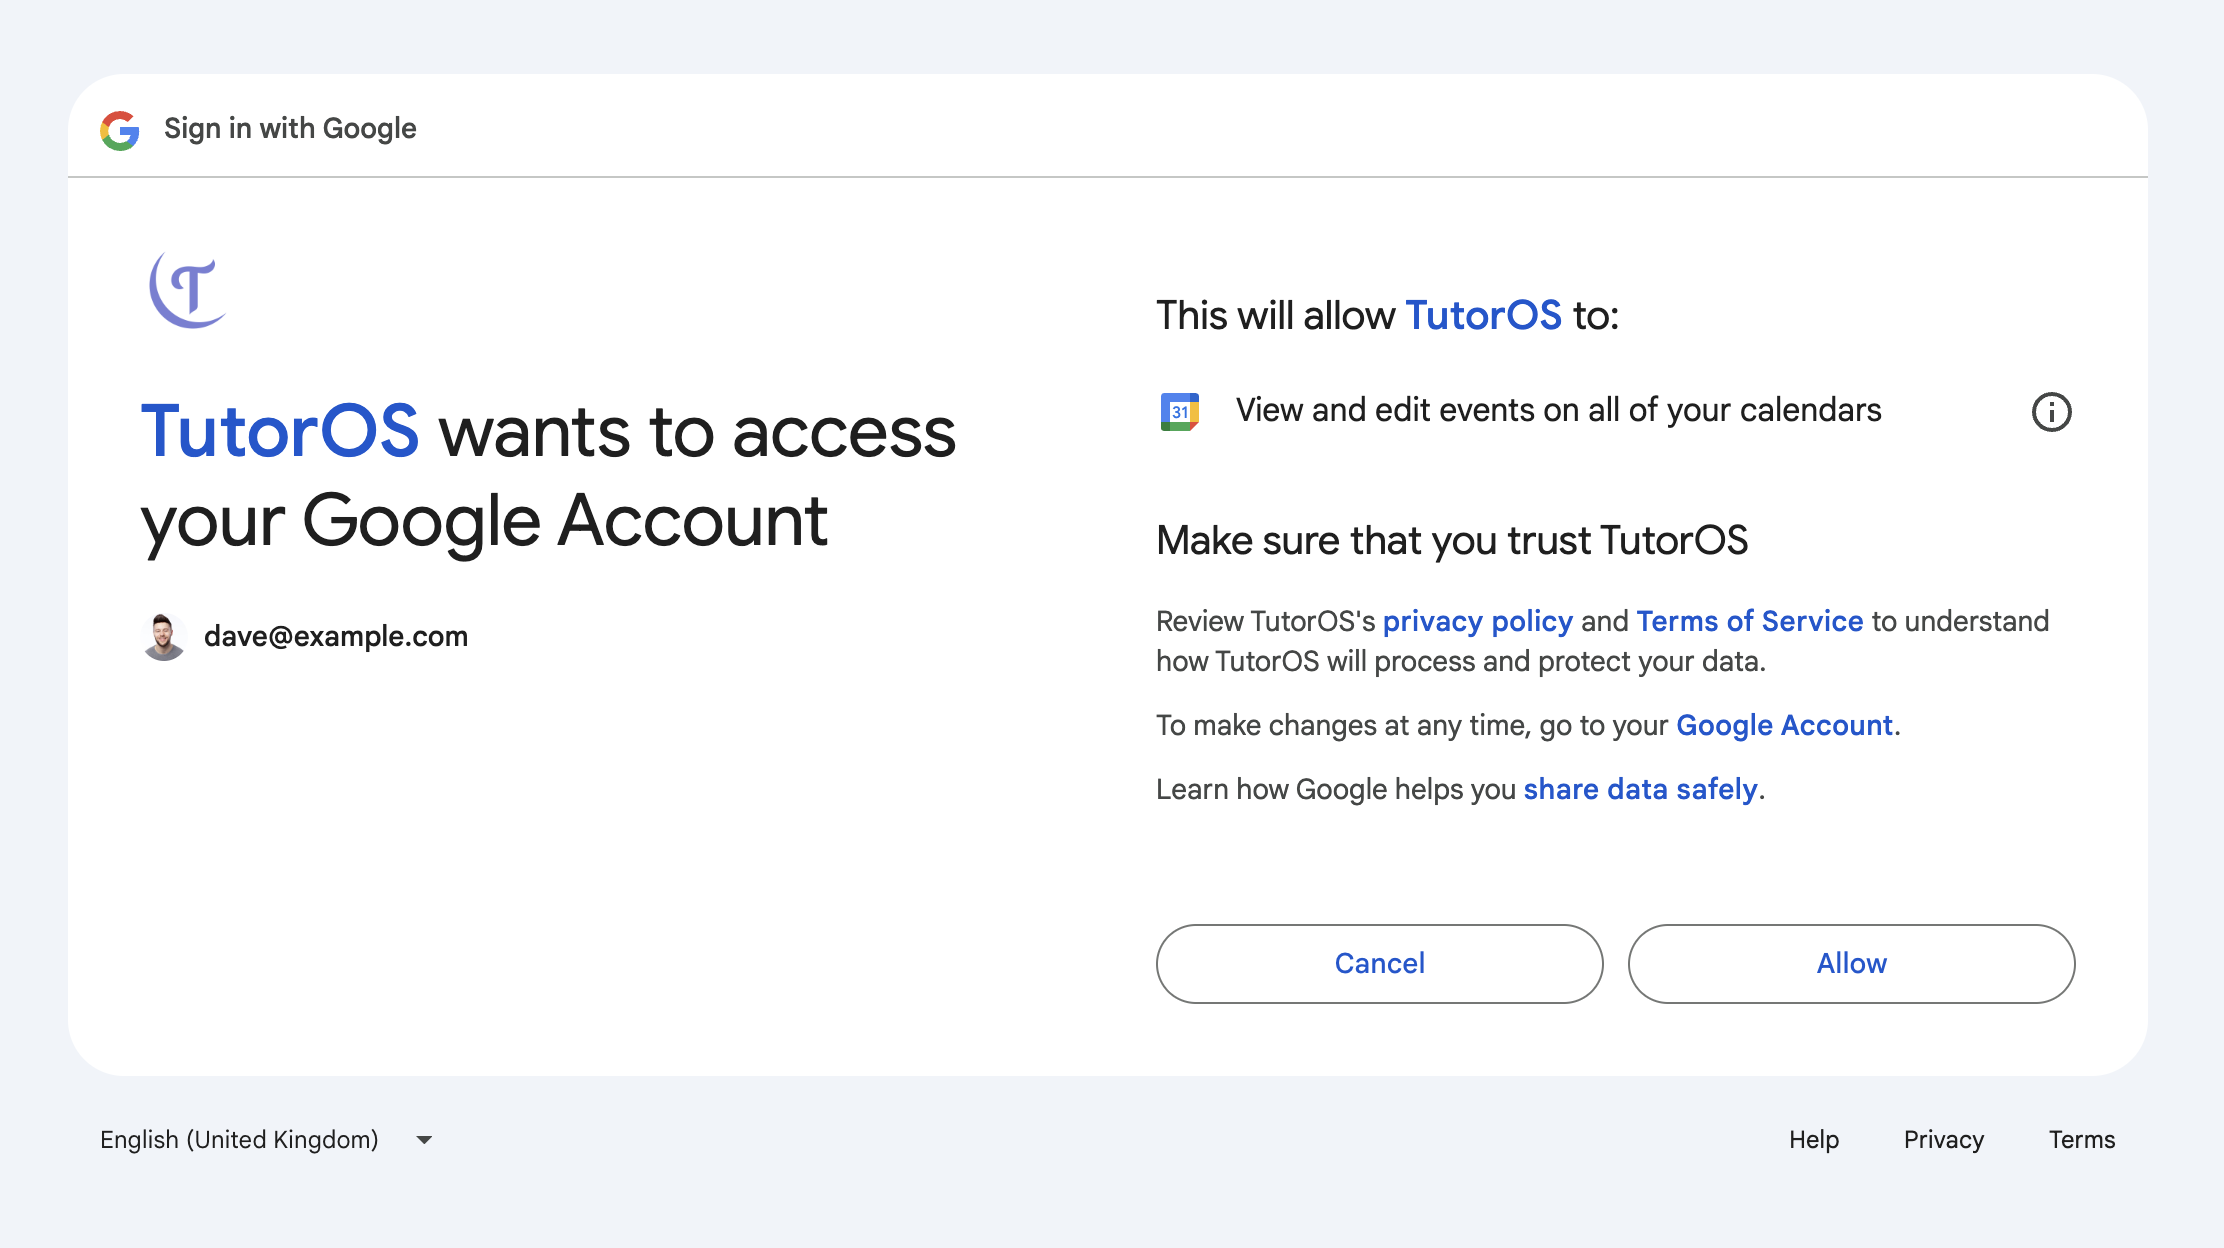 Sign in with Google
T
TutorOS wants to access
your Google Account
dave@example.com
This will allow TutorOS to:
31
View and edit events on all of your calendars
Make sure that you trust TutorOS
Review TutorOS's privacy policy and Terms of Service to understand
how TutorOS will process and protect your data.
To make changes at any time, go to your Google Account.
Learn how Google helps you share data safely.
Cancel
Allow
English (United Kingdom)
Help
Privacy
Terms